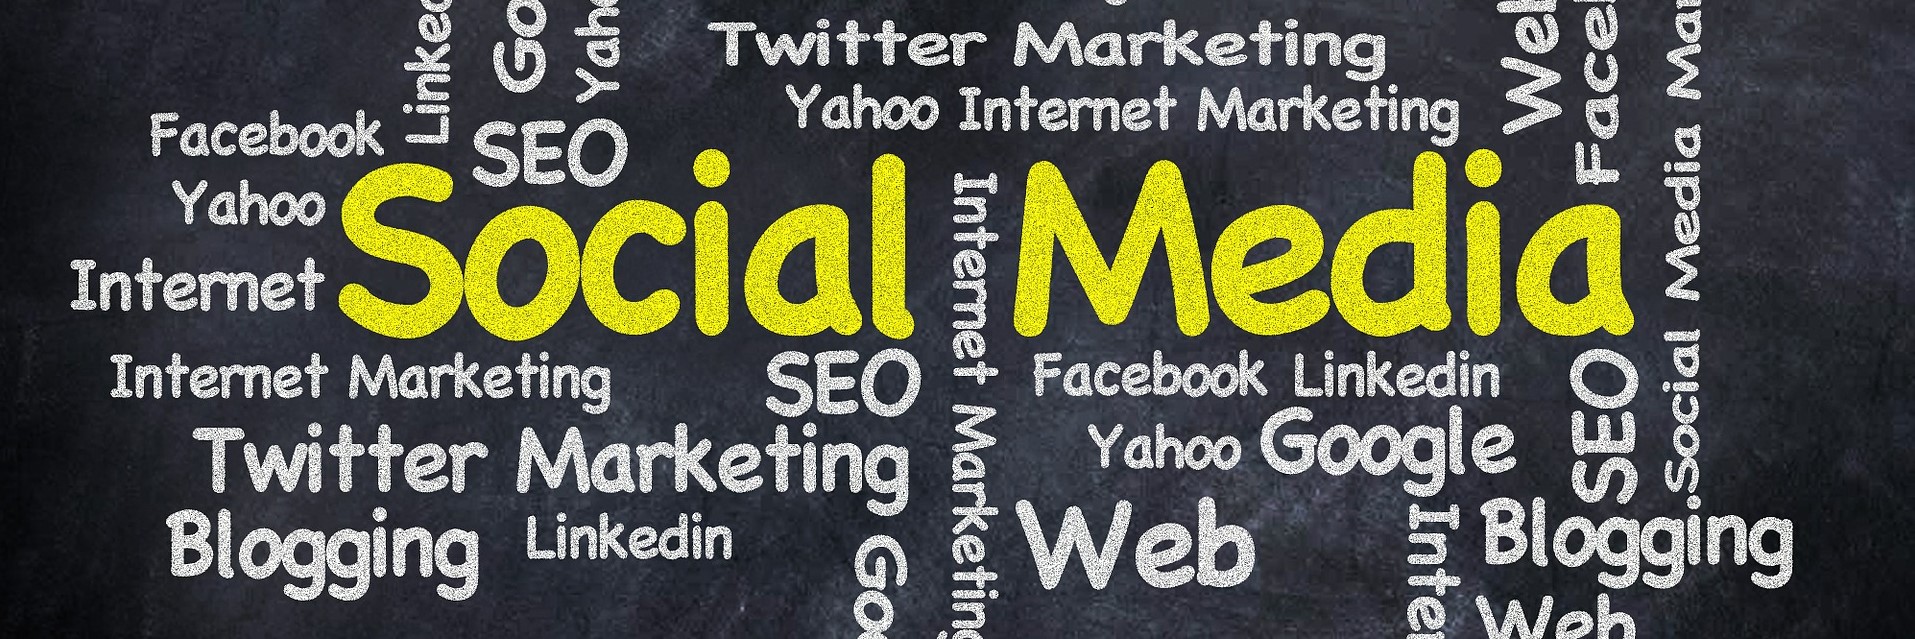 Twitter Marketing
Yahoo Internet Marketing
Facebook
SEO
Yahoo
Social Media
Internet
Internet Marketing
Internet Marketing
SEO
Facebook Linkedin
Twitter Marketing
Yahoo Google
SEO
Social Media
Blogging
Linkedin
Web
Blogging
Web